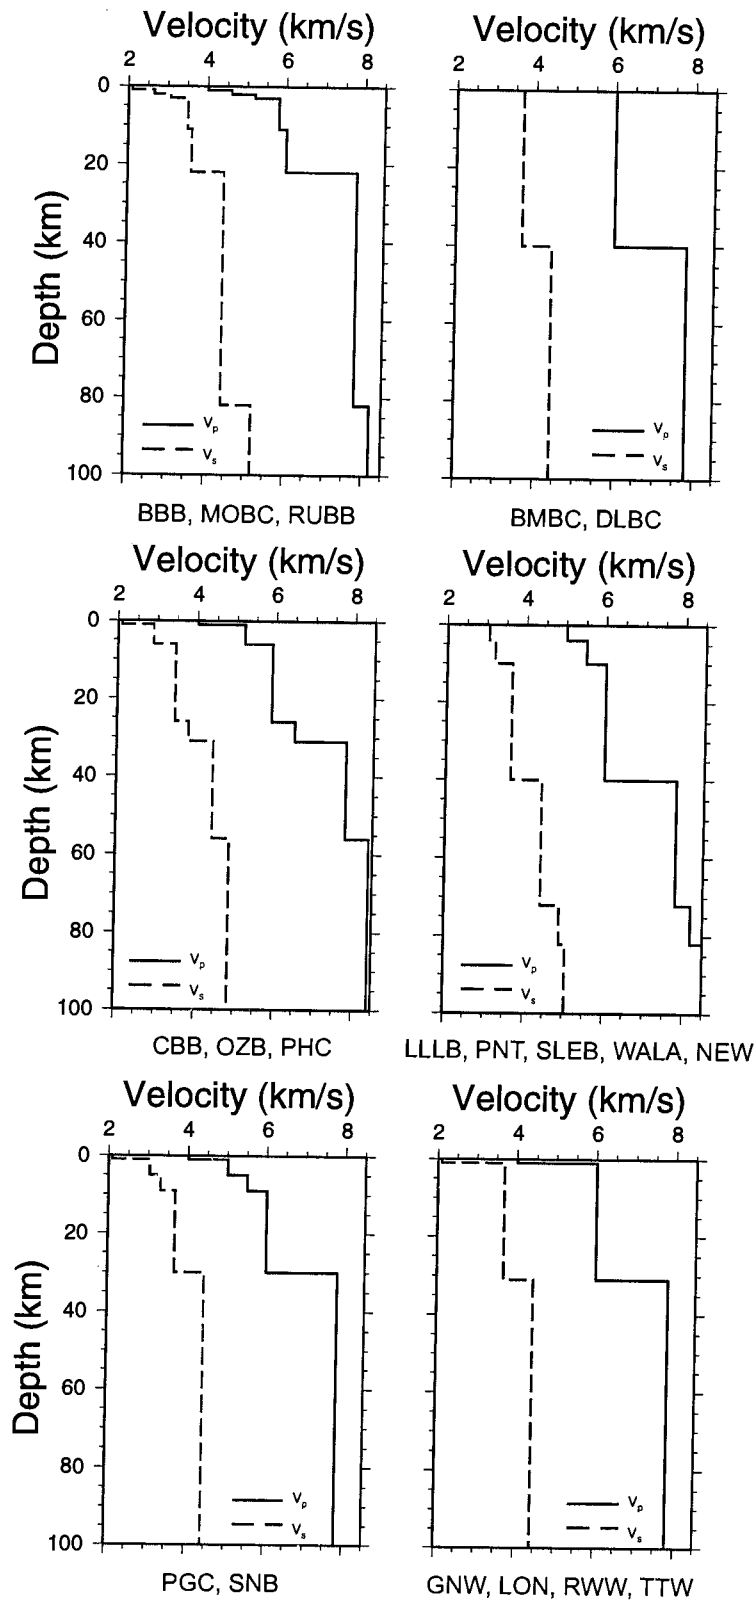 Velocity (km/s)
2 4 6 8
Velocity (km/s)
2 4 6 8
Depth (km)
0
20
40
60
80
100
Vp
Vs
Vp
Vs
BBB, MOBC, RUBB
BMBC, DLBC
Velocity (km/s)
2 4 6 8
Velocity (km/s)
2 4 6 8
Depth (km)
0
20
40
60
80
100
Vp
Vs
Vp
Vs
CBB, OZB, PHC
LLLB, PNT, SLEB, WALA, NEW
Velocity (km/s)
2 4 6 8
Velocity (km/s)
2 4 6 8
Depth (km)
0
20
40
60
80
100
Vp
Vs
Vp
Vs
PGC, SNB
GNW, LON, RWW, TTW